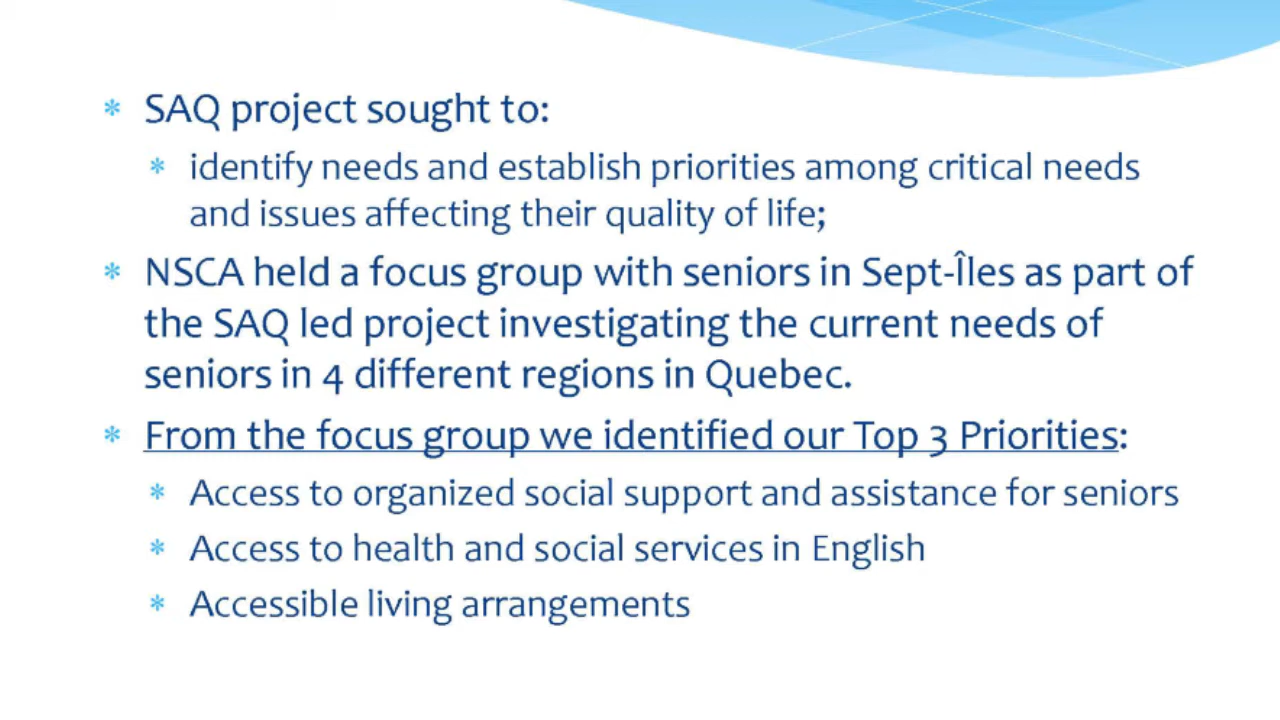 * SAQ project sought to:
* identify needs and establish priorities among critical needs
and issues affecting their quality of life;
* NSCA held a focus group with seniors in Sept-Îles as part of
the SAQ led project investigating the current needs of
seniors in 4 different regions in Quebec.
* From the focus group we identified our Top 3 Priorities:
* Access to organized social support and assistance for seniors
* Access to health and social services in English
* Accessible living arrangements